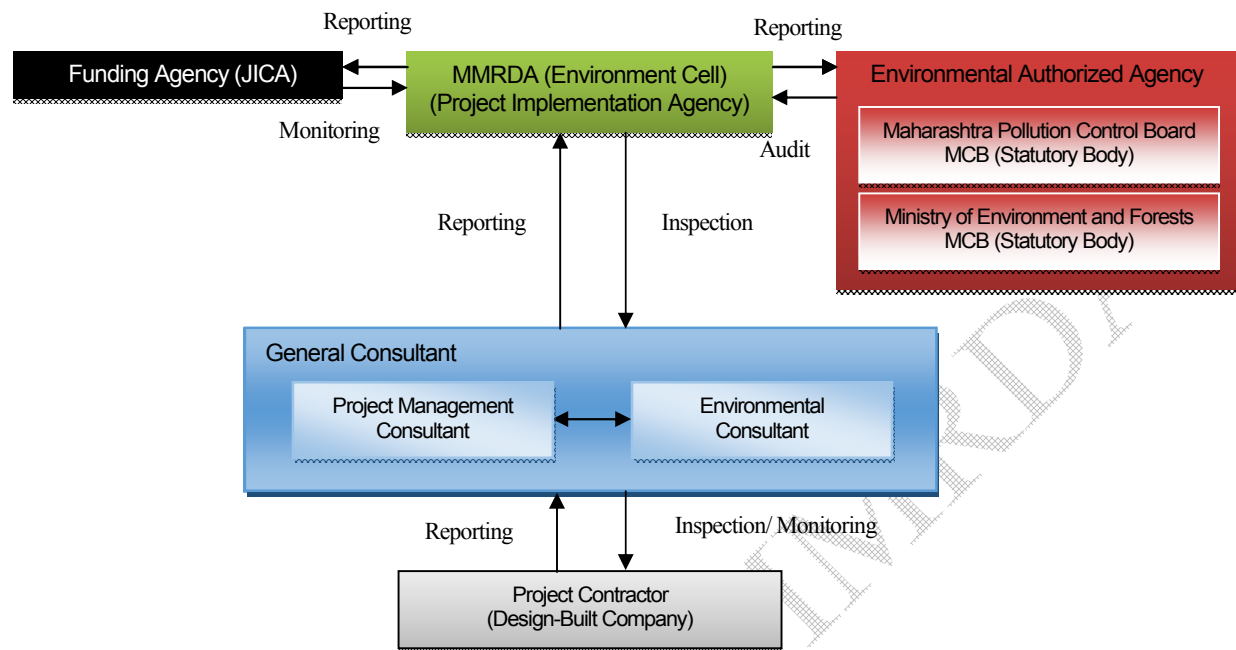 Reporting
Reporting
Funding Agency (JICA)
MMRDA (Environment Cell)
(Project Implementation Agency)
Environmental Authorized Agency
Monitoring
Audit
Maharashtra Pollution Control Board
MCB (Statutory Body)
Ministry of Environment and Forests
MCB (Statutory Body)
Reporting
Inspection
General Consultant
Project Management
Consultant
Environmental
Consultant
Reporting
Inspection/ Monitoring
Project Contractor
(Design-Built Company)
MMRDA